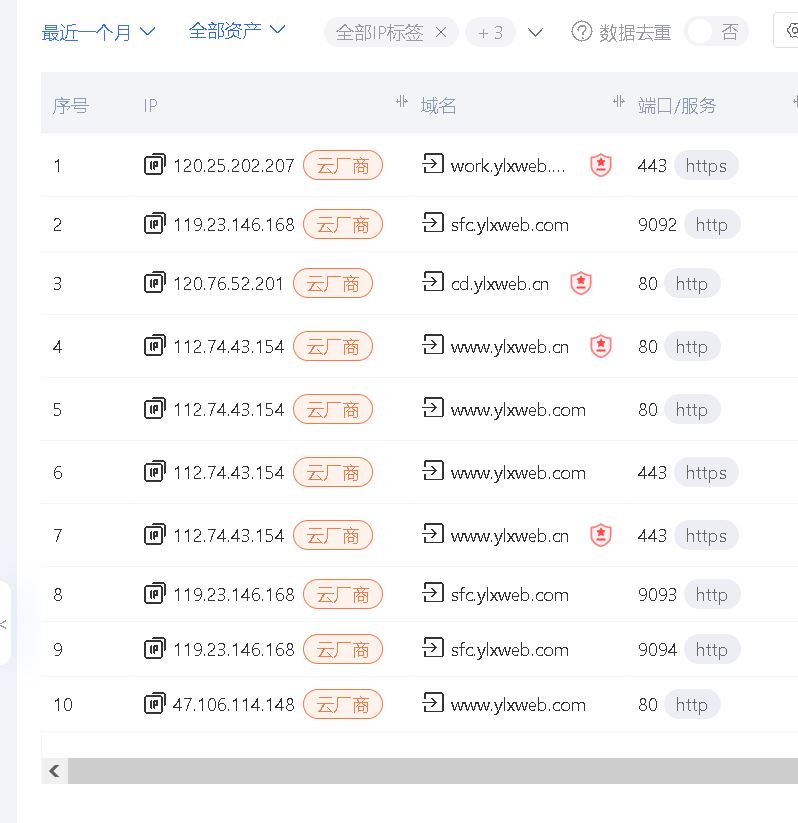 最近一个月 全部资产 全部IP标签 × + 3 数据去重 否
序号 IP 域名 端口/服务
1 120.25.202.207 云厂商 work.ylxweb.... 443 https
2 119.23.146.168 云厂商 sfc.ylxweb.com 9092 http
3 120.76.52.201 云厂商 cd.ylxweb.cn 80 http
4 112.74.43.154 云厂商 www.ylxweb.cn 80 http
5 112.74.43.154 云厂商 www.ylxweb.com 80 http
6 112.74.43.154 云厂商 www.ylxweb.com 443 https
7 112.74.43.154 云厂商 www.ylxweb.cn 443 https
8 119.23.146.168 云厂商 sfc.ylxweb.com 9093 http
9 119.23.146.168 云厂商 sfc.ylxweb.com 9094 http
10 47.106.114.148 云厂商 www.ylxweb.com 80 http